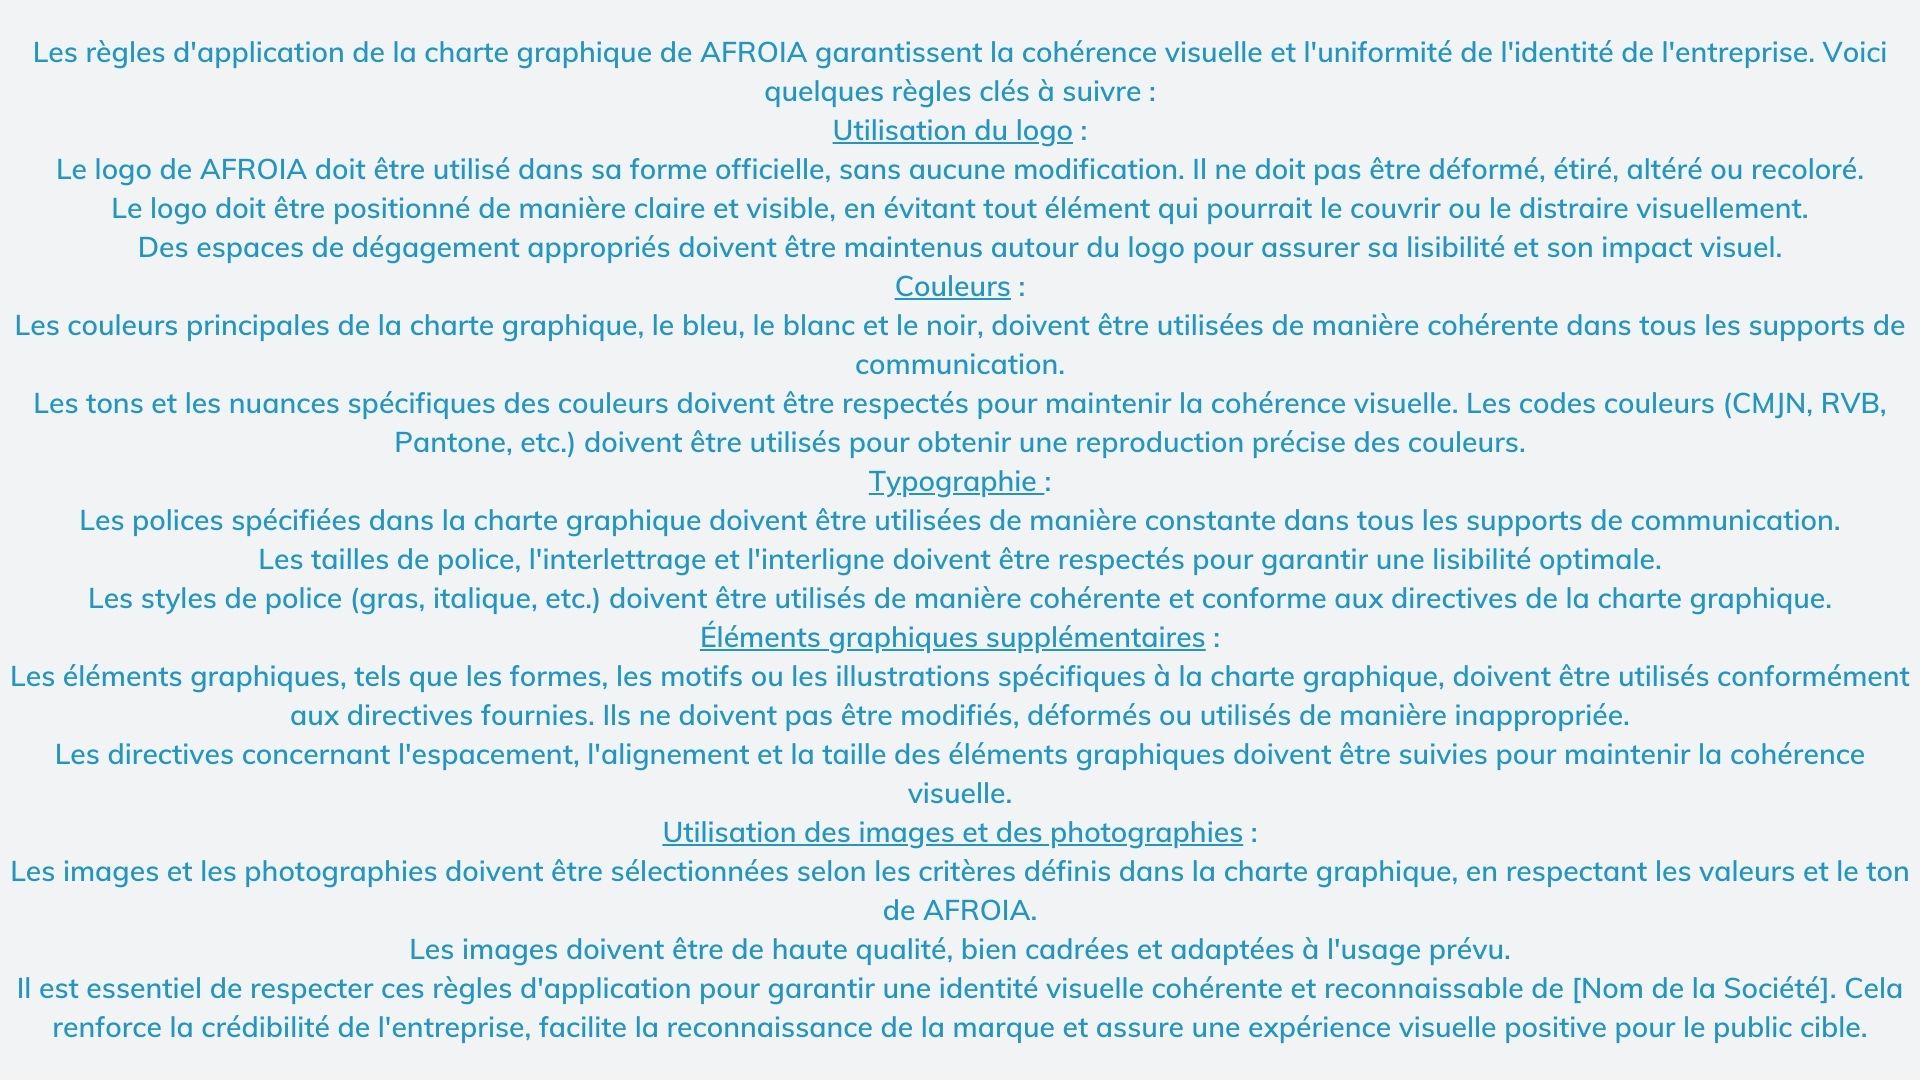 Les règles d'application de la charte graphique de AFROIA garantissent la cohérence visuelle et l'uniformité de l'identité de l'entreprise. Voici
quelques règles clés à suivre :
Utilisation du logo :
Le logo de AFROIA doit être utilisé dans sa forme officielle, sans aucune modification. Il ne doit pas être déformé, étiré, altéré ou recoloré.
Le logo doit être positionné de manière claire et visible, en évitant tout élément qui pourrait le couvrir ou le distraire visuellement.
Des espaces de dégagement appropriés doivent être maintenus autour du logo pour assurer sa lisibilité et son impact visuel.
Couleurs :
Les couleurs principales de la charte graphique, le bleu, le blanc et le noir, doivent être utilisées de manière cohérente dans tous les supports de
communication.
Les tons et les nuances spécifiques des couleurs doivent être respectés pour maintenir la cohérence visuelle. Les codes couleurs (CMJN, RVB,
Pantone, etc.) doivent être utilisés pour obtenir une reproduction précise des couleurs.
Typographie :
Les polices spécifiées dans la charte graphique doivent être utilisées de manière constante dans tous les supports de communication.
Les tailles de police, l'interlettrage et l'interligne doivent être respectés pour garantir une lisibilité optimale.
Les styles de police (gras, italique, etc.) doivent être utilisés de manière cohérente et conforme aux directives de la charte graphique.
Éléments graphiques supplémentaires :
Les éléments graphiques, tels que les formes, les motifs ou les illustrations spécifiques à la charte graphique, doivent être utilisés conformément
aux directives fournies. Ils ne doivent pas être modifiés, déformés ou utilisés de manière inappropriée.
Les directives concernant l'espacement, l'alignement et la taille des éléments graphiques doivent être suivies pour maintenir la cohérence
visuelle.
Utilisation des images et des photographies :
Les images et les photographies doivent être sélectionnées selon les critères définis dans la charte graphique, en respectant les valeurs et le ton
de AFROIA.
Les images doivent être de haute qualité, bien cadrées et adaptées à l'usage prévu.
Il est essentiel de respecter ces règles d'application pour garantir une identité visuelle cohérente et reconnaissable de [Nom de la Société]. Cela
renforce la crédibilité de l'entreprise, facilite la reconnaissance de la marque et assure une expérience visuelle positive pour le public cible.